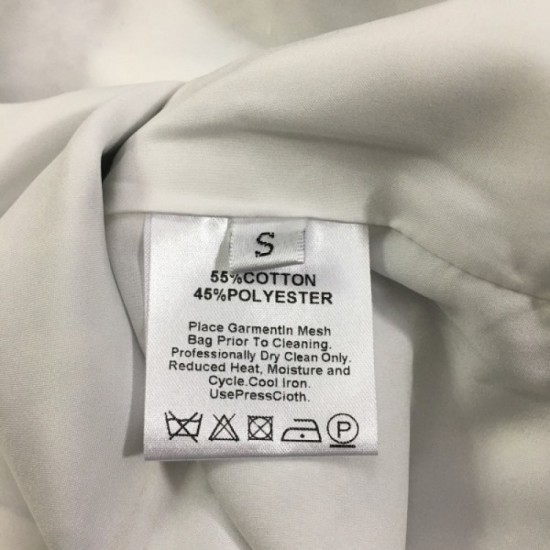 S
55%COTTON
45%POLYESTER
Place GarmentIn Mesh
Bag Prior To Cleaning.
Professionally Dry Clean Only.
Reduced Heat, Moisture and
Cycle.Cool Iron.
UsePressCloth.
P